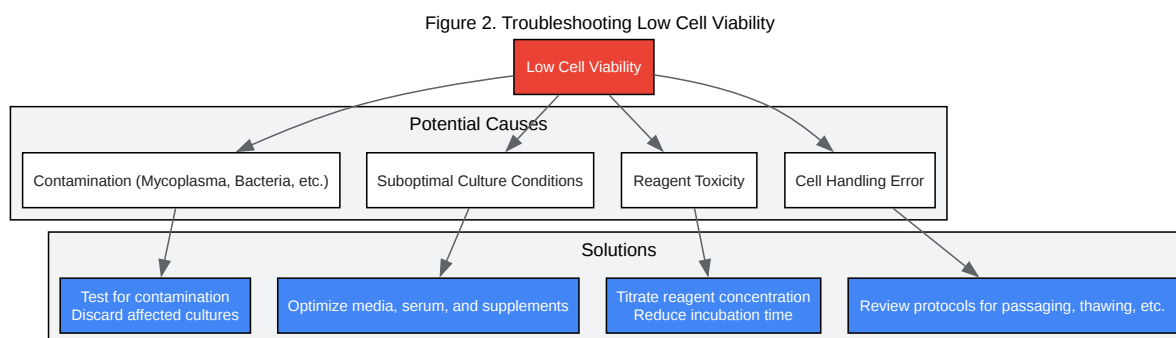 Figure 2. Troubleshooting Low Cell Viability
Low Cell Viability
Potential Causes
Contamination (Mycoplasma, Bacteria, etc.)
Suboptimal Culture Conditions
Reagent Toxicity
Cell Handling Error
Solutions
Test for contamination
Discard affected cultures
Optimize media, serum, and supplements
Titrate reagent concentration
Reduce incubation time
Review protocols for passaging, thawing, etc.